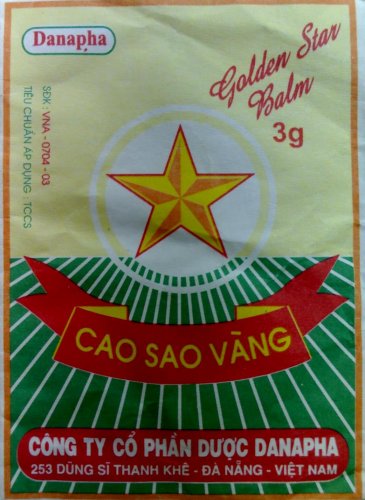 Danapha
Golden Star
Balm
3g
SĐK : VNA - 0704 - 03
TIÊU CHUẨN ÁP DỤNG : TCCS
CAO SAO VÀNG
CÔNG TY CỔ PHẦN DƯỢC DANAPHA
253 DŨNG SĨ THANH KHÊ - ĐÀ NẴNG - VIỆT NAM